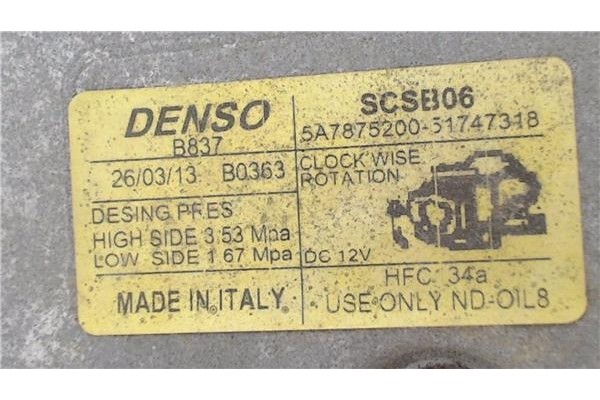 DENSO
B837
26/03/13 B0363
DESING PRES
HIGH SIDE 3.53 Mpa
LOW SIDE 1.67 Mpa
MADE IN ITALY
SCSB06
5A7875200-51747318
CLOCK WISE
ROTATION
DC 12V
HFC 34a
USE ONLY ND-OIL8